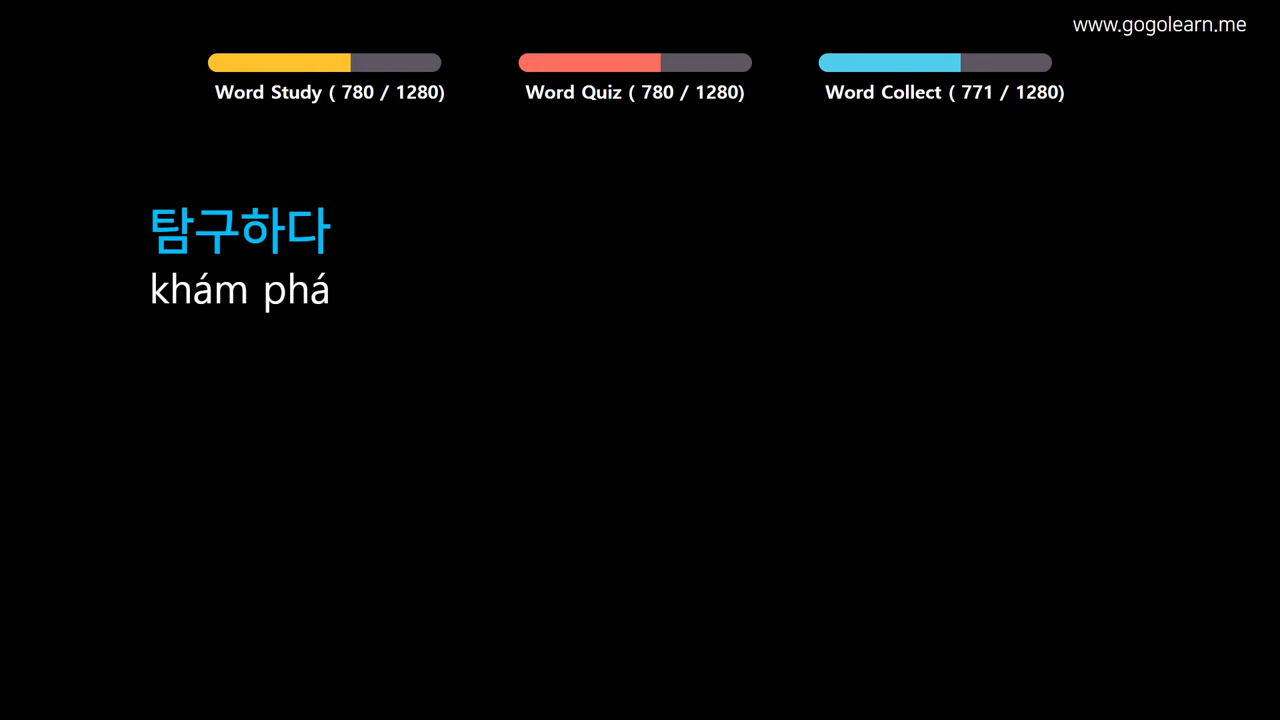 www.gogolearn.me
Word Study ( 780 / 1280)
Word Quiz ( 780 / 1280)
Word Collect ( 771 / 1280)
탐구하다
khám phá